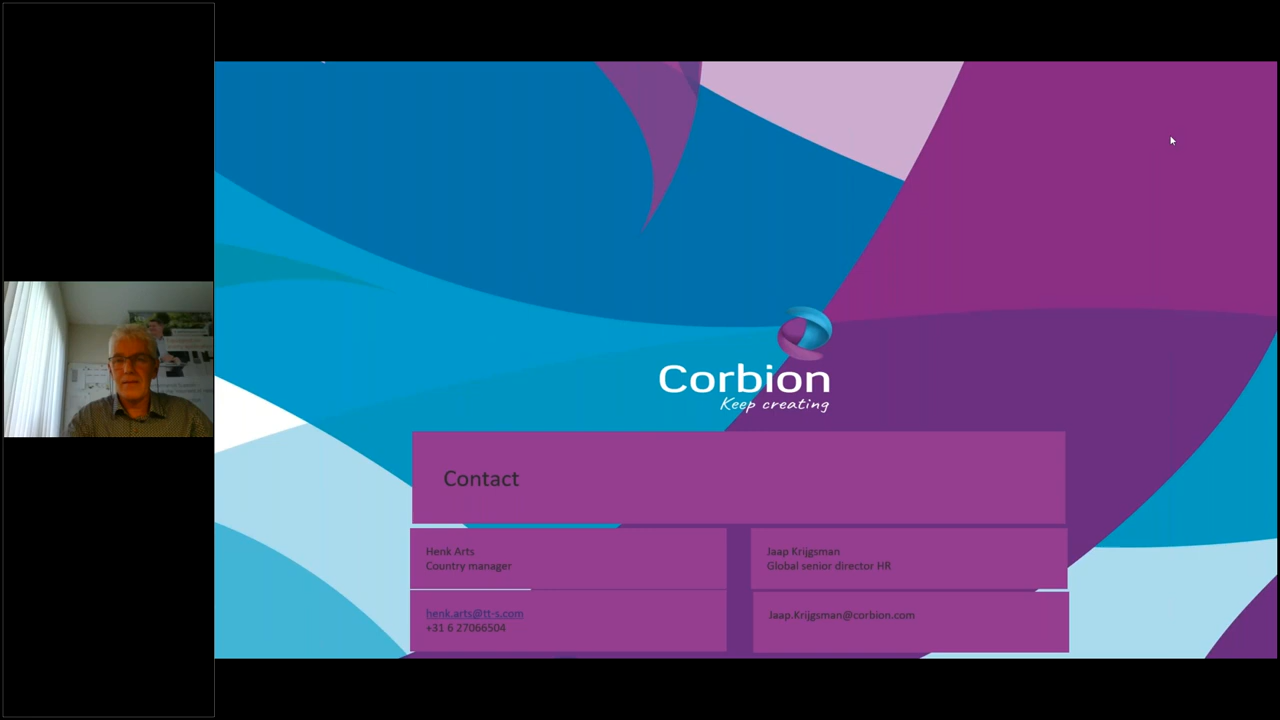 Corbion
Keep creating
Contact
Henk Arts
Country manager
Jaap Krijgsman
Global senior director HR
henk.arts@tt-s.com
+31 6 27066504
Jaap.Krijgsman@corbion.com